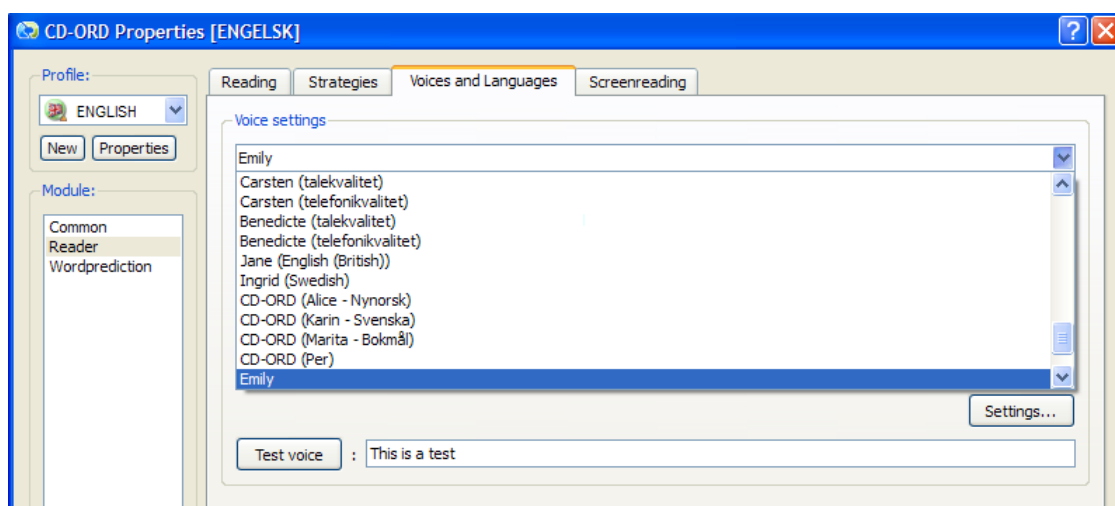 CD-ORD Properties [ENGELSK]
Profile:
ENGLISH
New Properties
Module:
Common
Reader
Wordprediction
Reading Strategies Voices and Languages Screenreading
Voice settings
Emily
Carsten (talekvalitet)
Carsten (telefonikvalitet)
Benedicte (talekvalitet)
Benedicte (telefonikvalitet)
Jane (English (British))
Ingrid (Swedish)
CD-ORD (Alice - Nynorsk)
CD-ORD (Karin - Svenska)
CD-ORD (Marita - Bokmål)
CD-ORD (Per)
Emily
Settings...
Test voice : This is a test